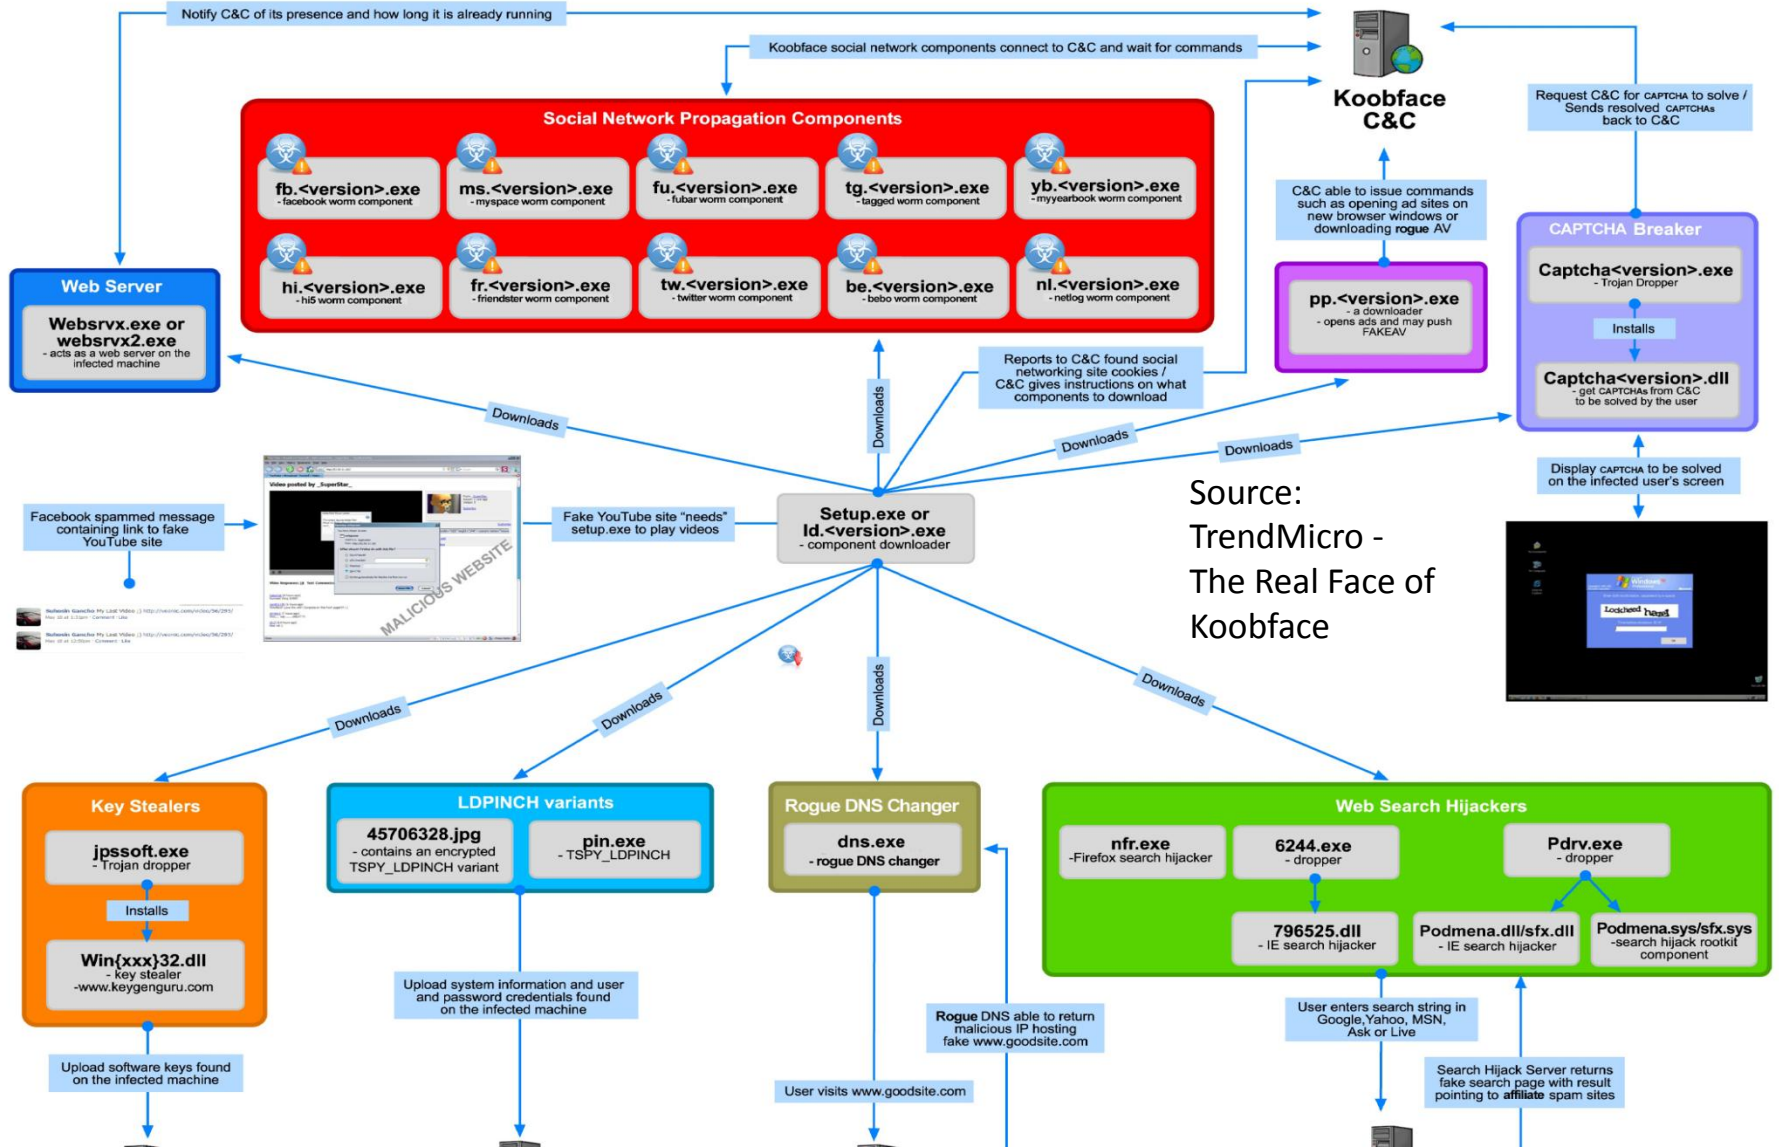 Notify C&C of its presence and how long it is already running
Koobface social network components connect to C&C and wait for commands
Koobface
C&C
Request C&C for CAPTCHA to solve /
Sends resolved CAPTCHAs
back to C&C
Social Network Propagation Components
fb.<version>.exe
- facebook worm component
ms.<version>.exe
- myspace worm component
fu.<version>.exe
- fubar worm component
tg.<version>.exe
- tagged worm component
yb.<version>.exe
- myyearbook worm component
hi.<version>.exe
- hi5 worm component
fr.<version>.exe
- friendster worm component
tw.<version>.exe
- twitter worm component
be.<version>.exe
- bebo worm component
nl.<version>.exe
- netlog worm component
C&C able to issue commands
such as opening ad sites on
new browser windows or
downloading rogue AV
CAPTCHA Breaker
Captcha<version>.exe
- Trojan Dropper
Installs
Captcha<version>.dll
- get CAPTCHAs from C&C
to be solved by the user
Web Server
Websrvx.exe or
websrvx2.exe
- acts as a web server on the
infected machine
pp.<version>.exe
- a downloader
- opens ads and may push
FAKEAV
Reports to C&C found social
networking site cookies /
C&C gives instructions on what
components to download
Downloads
Downloads
Downloads
Downloads
Display CAPTCHA to be solved
on the infected user's screen
Facebook spammed message
containing link to fake
YouTube site
Video posted by _SuperStar_
MALICIOUS WEBSITE
Fake YouTube site "needs"
setup.exe to play videos
Setup.exe or
ld.<version>.exe
- component downloader
Source:
TrendMicro -
The Real Face of
Koobface
Windows
Lockheed
Downloads
Downloads
Downloads
Downloads
Key Stealers
jpssoft.exe
- Trojan dropper
Installs
Win{xxx}32.dll
- key stealer
-www.keygenguru.com
Upload software keys found
on the infected machine
LDPINCH variants
45706328.jpg
- contains an encrypted
TSPY_LDPINCH variant
pin.exe
- TSPY_LDPINCH
Upload system information and user
and password credentials found
on the infected machine
Rogue DNS Changer
dns.exe
- rogue DNS changer
User visits www.goodsite.com
Rogue DNS able to return
malicious IP hosting
fake www.goodsite.com
Web Search Hijackers
nfr.exe
-Firefox search hijacker
6244.exe
- dropper
Pdrv.exe
- dropper
796525.dll
- IE search hijacker
Podmena.dll/sfx.dll
- IE search hijacker
Podmena.sys/sfx.sys
-search hijack rootkit
component
User enters search string in
Google,Yahoo, MSN,
Ask or Live
Search Hijack Server returns
fake search page with result
pointing to affiliate spam sites